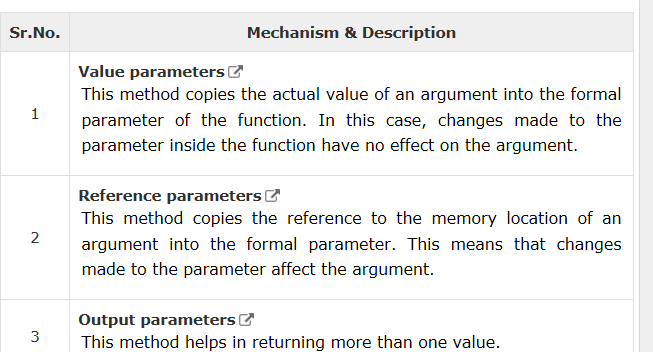 Sr.No. Mechanism & Description
Value parameters
This method copies the actual value of an argument into the formal
1
parameter of the function. In this case, changes made to the
parameter inside the function have no effect on the argument.
Reference parameters
This method copies the reference to the memory location of an
2
argument into the formal parameter. This means that changes
made to the parameter affect the argument.
Output parameters
3
This method helps in returning more than one value.